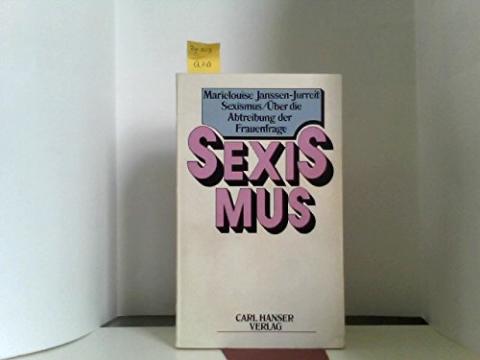 Marielouise Janssen-Jurreit
Sexismus/Über die
Abtreibung der
Frauenfrage
SEXIS
MUS
CARL HANSER
VERLAG